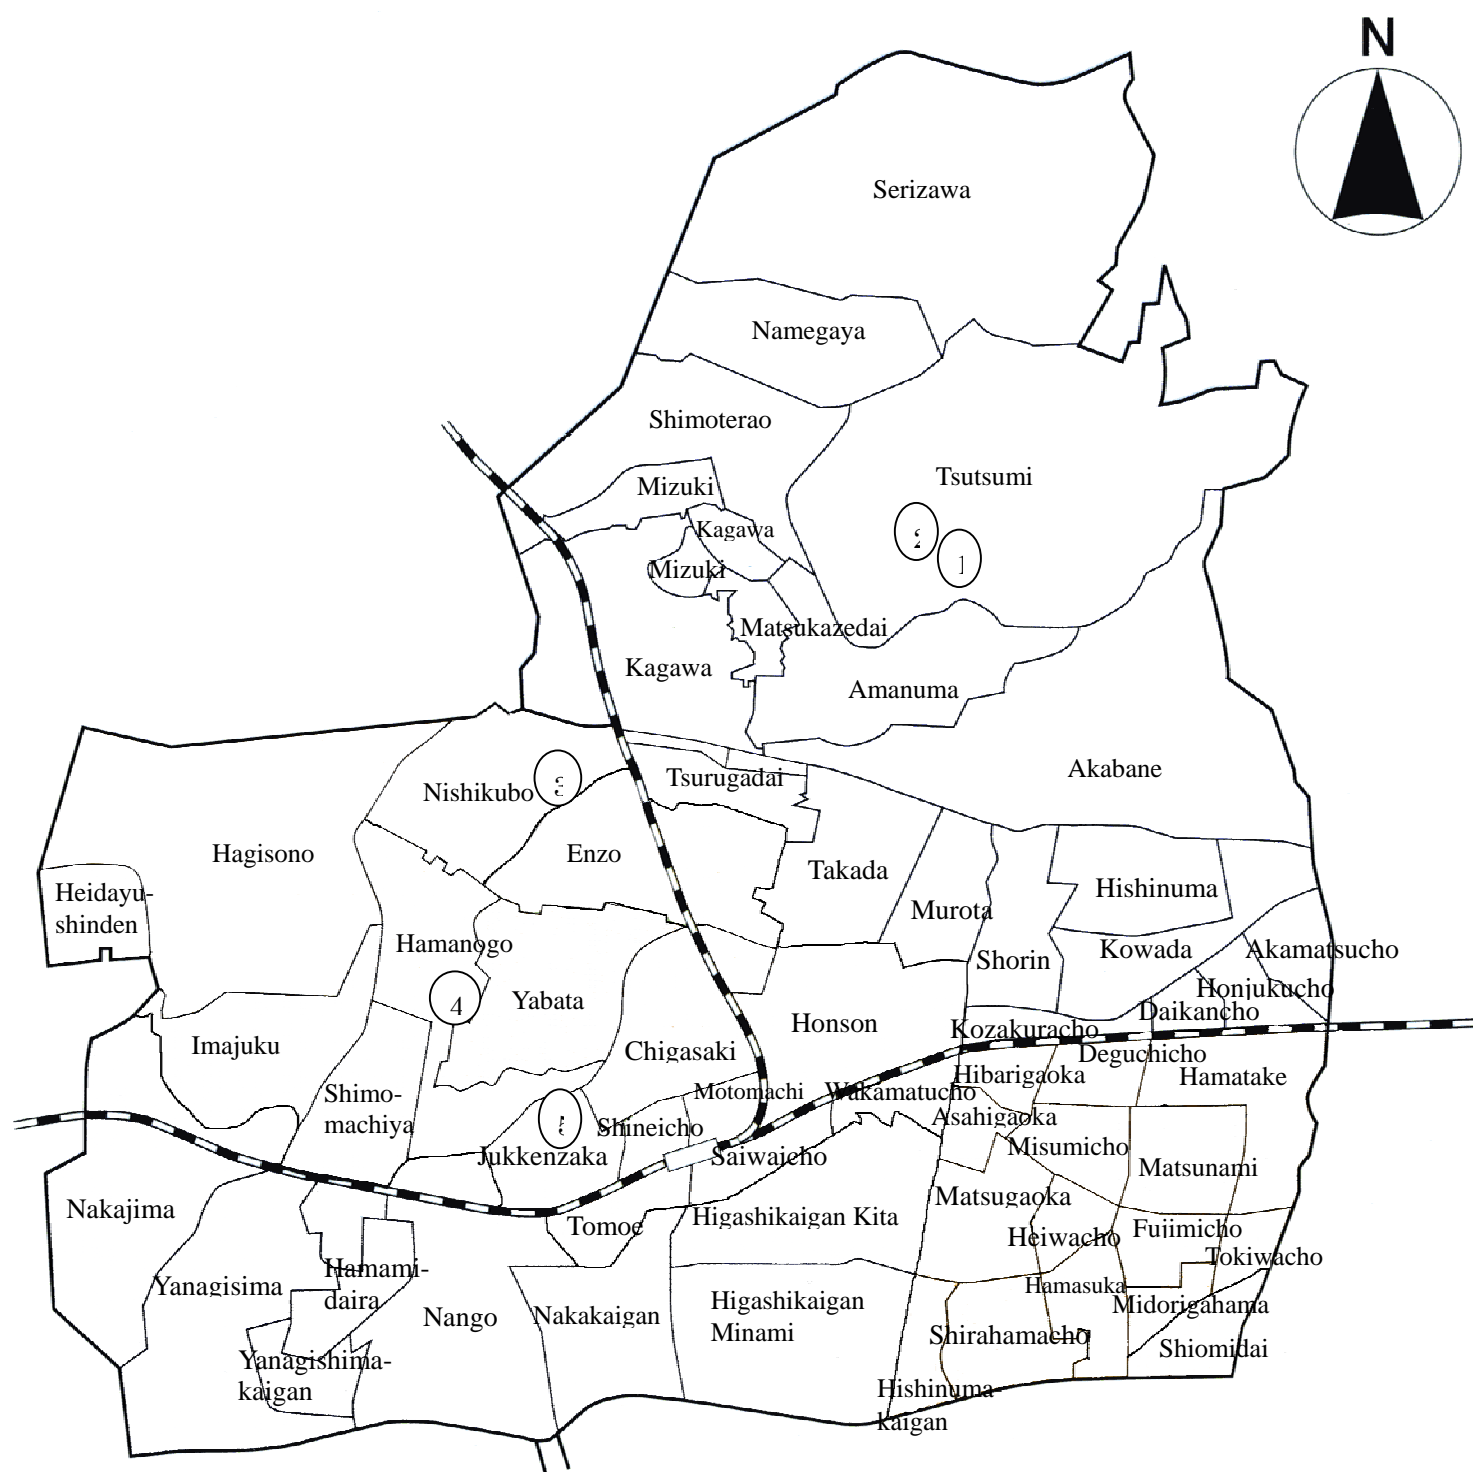 N
Serizawa
Namegaya
Shimoterao
Tsutsumi
Mizuki
Kagawa
2
1
Mizuki
Matsukazedai
Kagawa
Amanuma
Akabane
Tsurugadai
3
Nishikubo
Hagisono
Enzo
Takada
Hishinuma
Heidayu-
shinden
Murota
Hamanogo
Shorin
Kowada
Akamatsucho
4
Yabata
Honjukucho
Daikancho
Honson
Kozakuracho
Imajuku
Chigasaki
Deguchicho
Hibarigaoka
Hamatake
Motomachi
Wakamatucho
Shimo-
machiya
Asahigaoka
Shineicho
Misumicho
Jukkenzaka
Saiwaicho
Matsunami
Matsugaoka
Nakajima
Tomoe
Higashikaigan Kita
Heiwacho
Fujimicho
Tokiwacho
Yanagisima
Hamami-
daira
Hamasuka
Nango
Nakakaigan
Higashikaigan
Minami
Midorigahama
Shirahamacho
Shiomidai
Yanagishima-
kaigan
Hishinuma-
kaigan